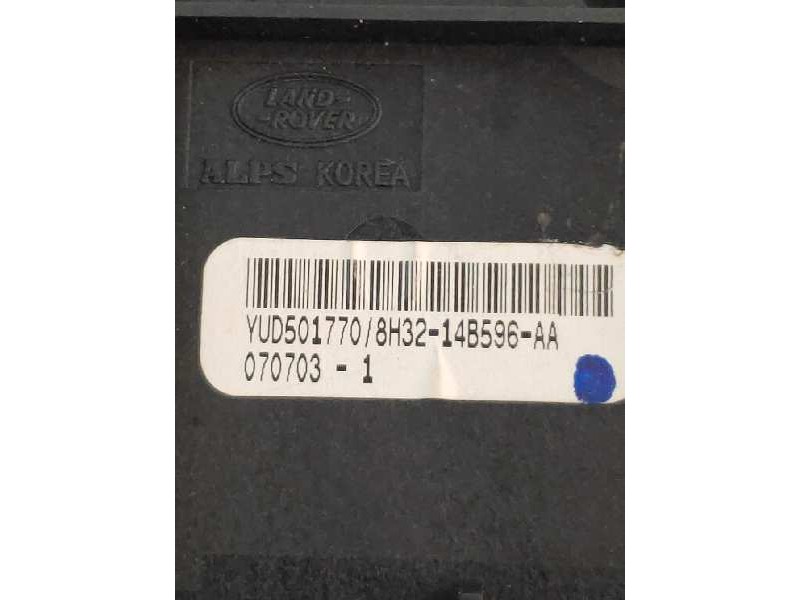 LAND-
-ROVER
ALPS KOREA
YUD501770/8H32-14B596-AA
070703 - 1